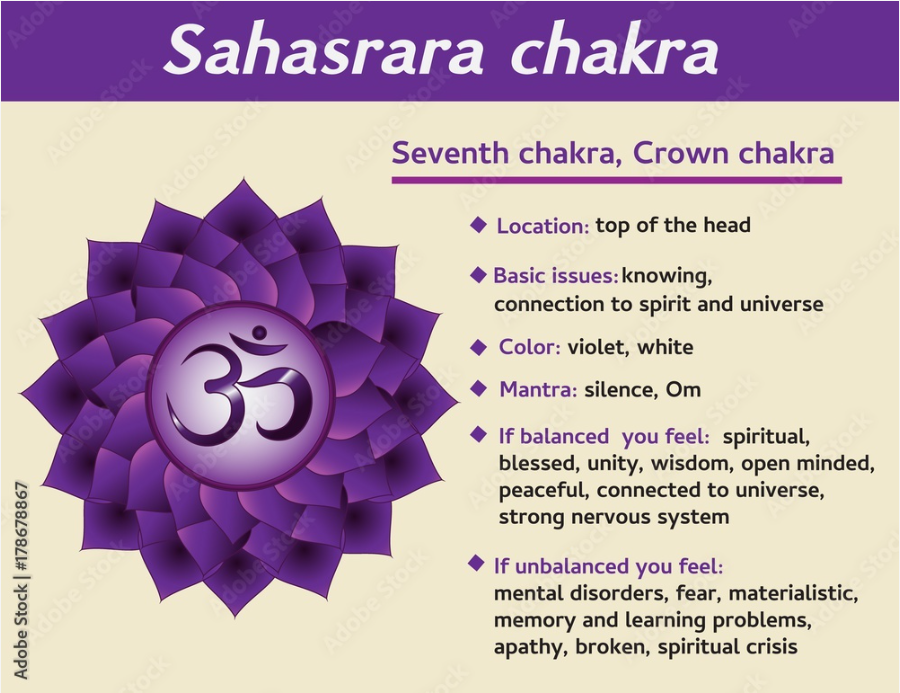 Sahasrara chakra
Seventh chakra, Crown chakra
Location: top of the head
Basic issues: knowing,
connection to spirit and universe
Color: violet, white
Mantra: silence, Om
If balanced you feel: spiritual,
blessed, unity, wisdom, open minded,
peaceful, connected to universe,
strong nervous system
If unbalanced you feel:
mental disorders, fear, materialistic,
memory and learning problems,
apathy, broken, spiritual crisis
ॐ
Adobe Stock | #178678867
Adobe Stock